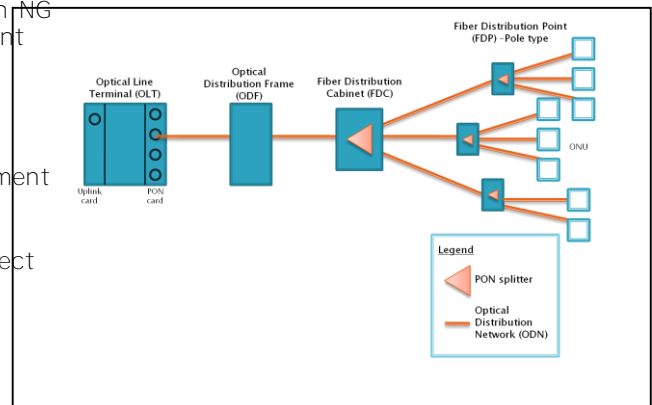 n NG
nt
ment
ect
Fiber Distribution Point
(FDP) -Pole type
Optical Line
Terminal (OLT)
Optical
Distribution Frame
(ODF)
Fiber Distribution
Cabinet (FDC)
ONU
Uplink
card
PON
card
Legend
PON splitter
Optical
Distribution
Network (ODN)